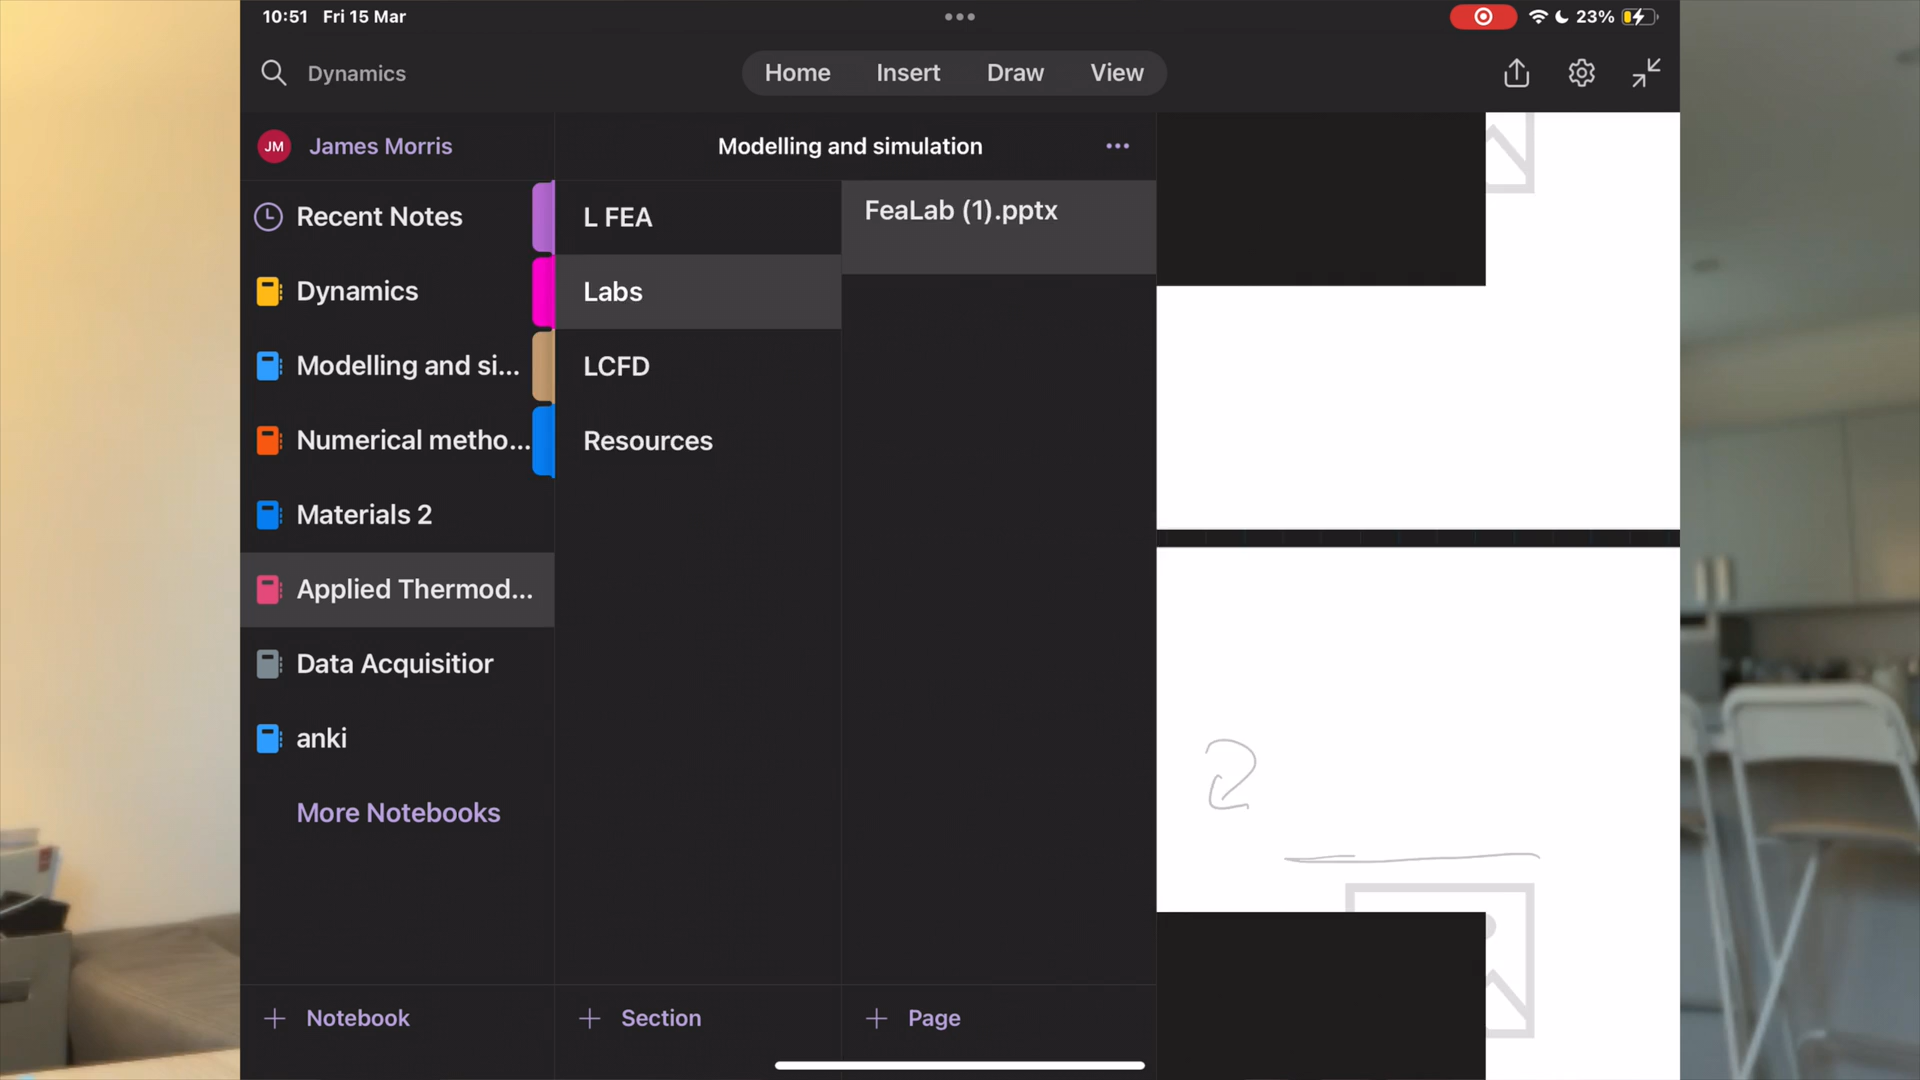 10:51 Fri 15 Mar
23%
Dynamics
Home Insert Draw View
JM James Morris
Modelling and simulation
Recent Notes
Dynamics
Modelling and si...
Numerical metho...
Materials 2
Applied Thermod...
Data Acquisitior
anki
More Notebooks
L FEA
Labs
LCFD
Resources
FeaLab (1).pptx
2
+ Notebook
+ Section
+ Page